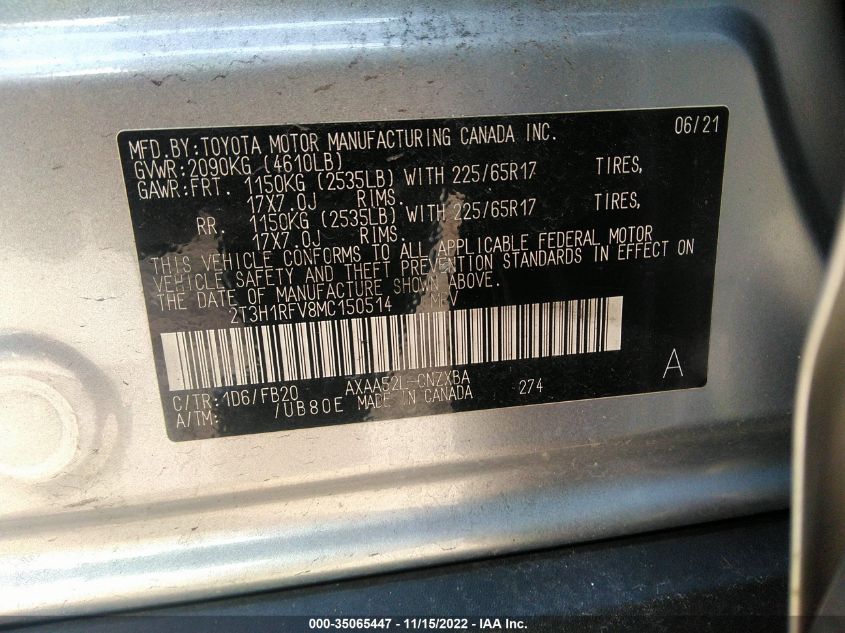 MFD.BY:TOYOTA MOTOR MANUFACTURING CANADA INC. 06/21
GVWR:2090KG (4610LB)
GAWR:FRT. 1150KG (2535LB) WITH 225/65R17 TIRES,
17X7.0J RIMS.
RR. 1150KG (2535LB) WITH 225/65R17 TIRES,
17X7.0J RIMS.
THIS VEHICLE CONFORMS TO ALL APPLICABLE FEDERAL MOTOR
VEHICLE SAFETY AND THEFT PREVENTION STANDARDS IN EFFECT ON
THE DATE OF MANUFACTURE SHOWN ABOVE.
2T3H1RFV8MC150514 MPV
C/TR:1D6/FB20 AXAA52L-CNZXBA 274 A
A/TM: /UB80E MADE IN CANADA
000-35065447 - 11/15/2022 - IAA Inc.